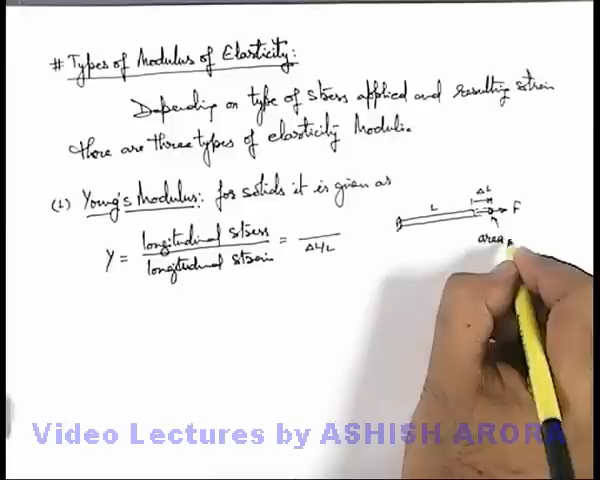 # Types of Modulus of Elasticity:
Depending on type of stress applied and resulting strain
there are three types of elasticity Moduli.
(1) Young's Modulus: for solids it is given as
Y = longitudinal stress / longitudinal strain = / ΔL/L
ΔL
L
F
area
Video Lectures by ASHISH ARORA